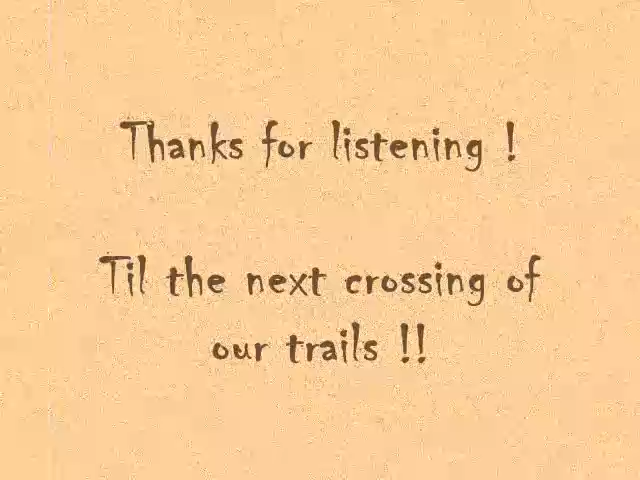 Thanks for listening !
Til the next crossing of
our trails !!